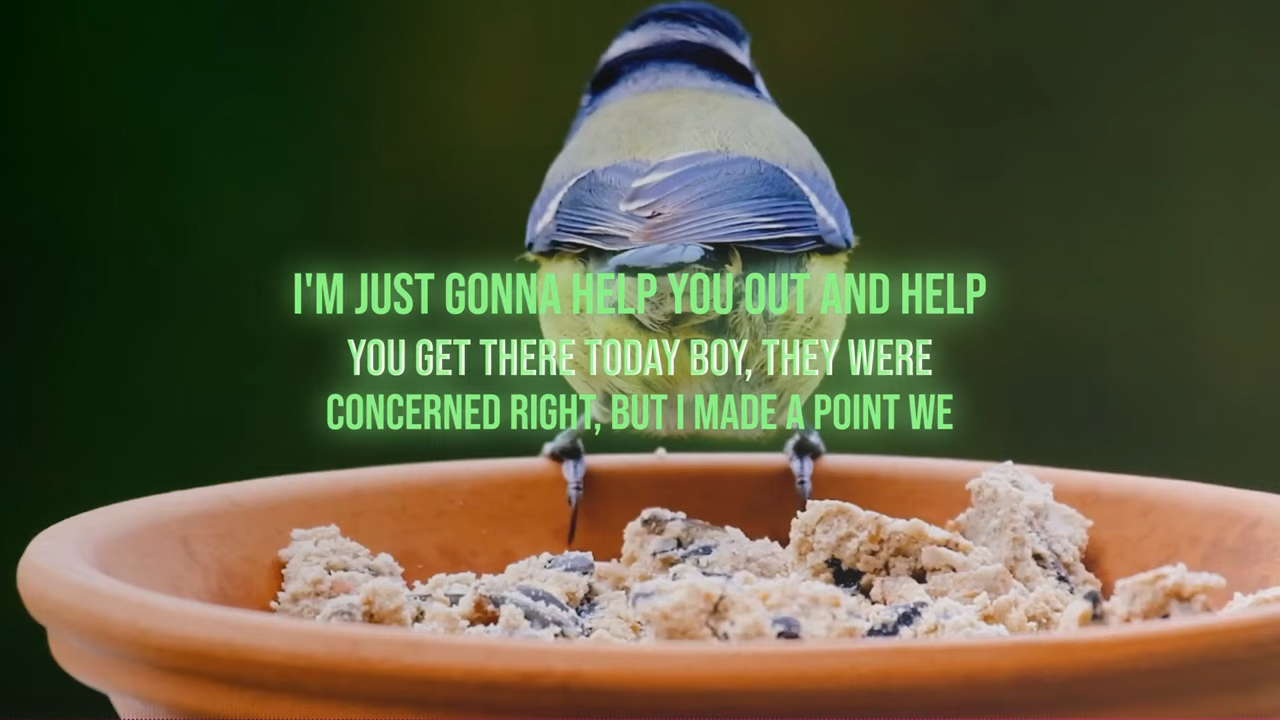 I'M JUST GONNA HELP YOU OUT AND HELP
YOU GET THERE TODAY BOY, THEY WERE
CONCERNED RIGHT, BUT I MADE A POINT WE